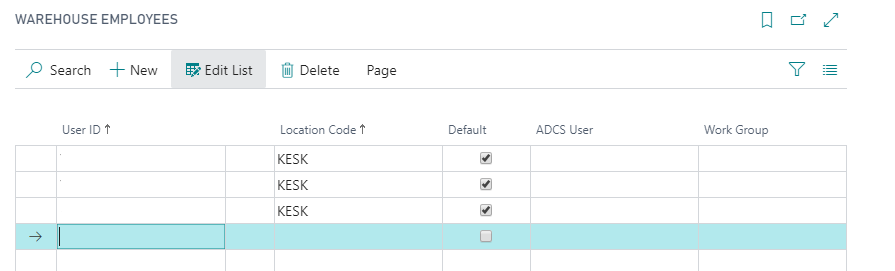 WAREHOUSE EMPLOYEES
Search New Edit List Delete Page
User ID ↑ Location Code ↑ Default ADCS User Work Group
KESK
KESK
KESK